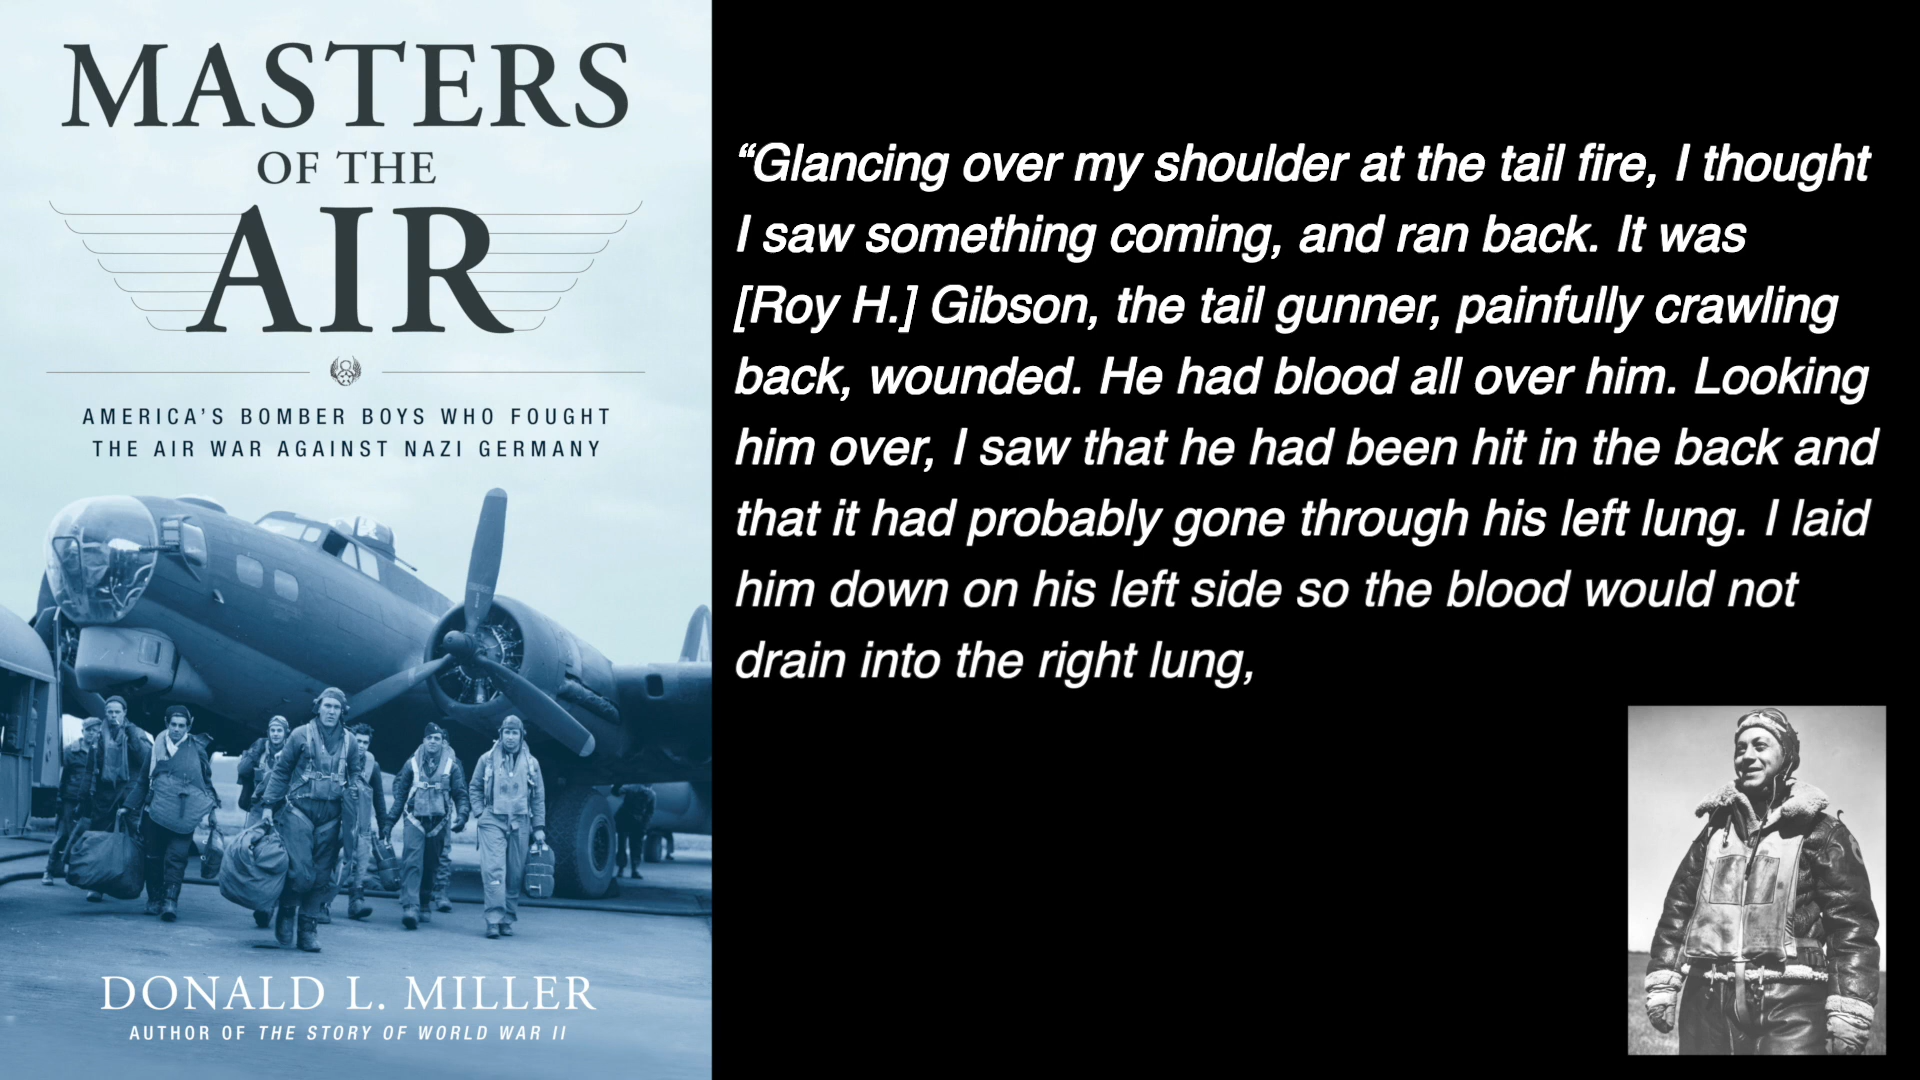 MASTERS
OF THE
AIR
AMERICA'S BOMBER BOYS WHO FOUGHT
THE AIR WAR AGAINST NAZI GERMANY
DONALD L. MILLER
AUTHOR OF THE STORY OF WORLD WAR II
“Glancing over my shoulder at the tail fire, I thought
I saw something coming, and ran back. It was
[Roy H.] Gibson, the tail gunner, painfully crawling
back, wounded. He had blood all over him. Looking
him over, I saw that he had been hit in the back and
that it had probably gone through his left lung. I laid
him down on his left side so the blood would not
drain into the right lung,